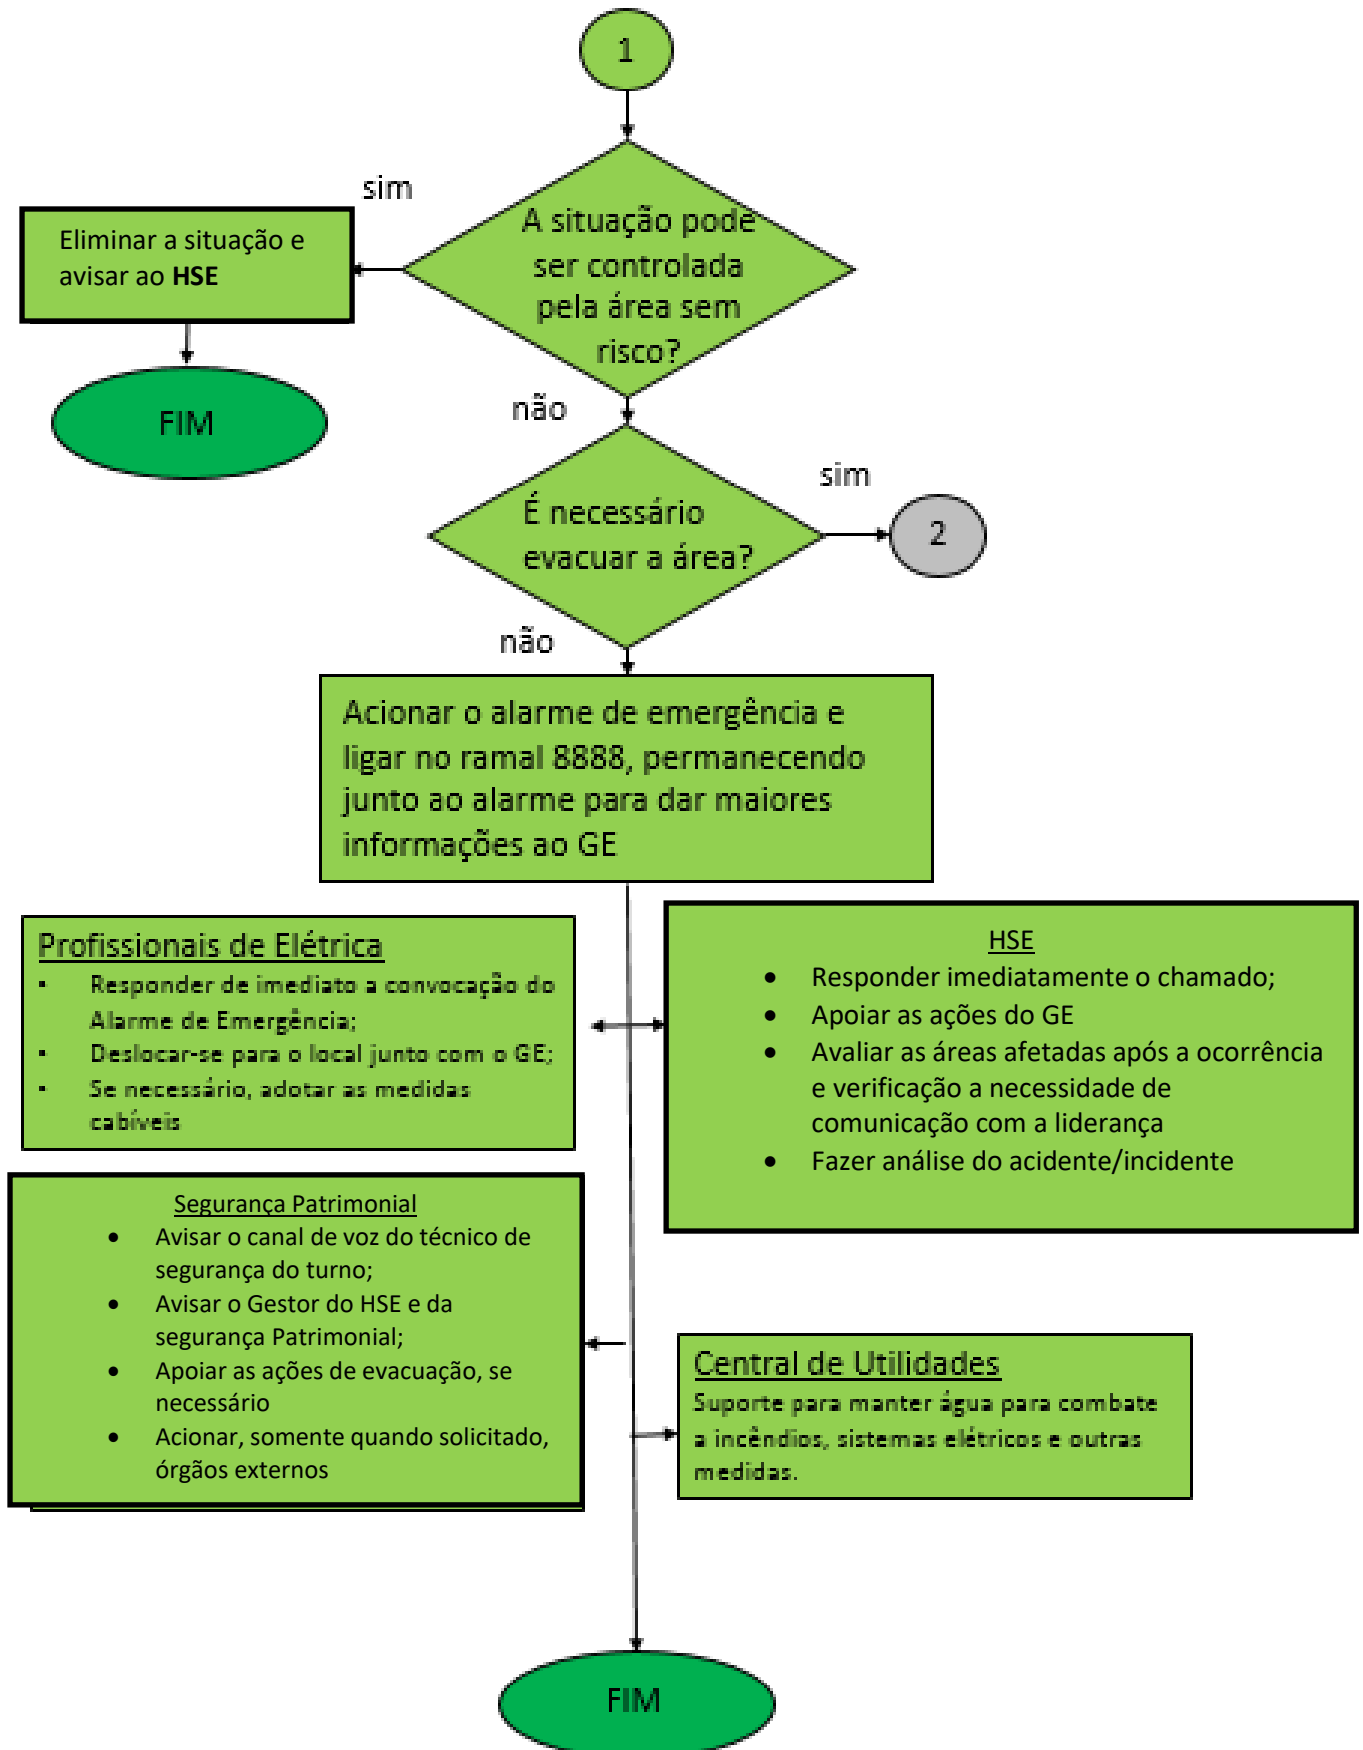 1
sim
A situação pode
ser controlada
pela área sem
risco?
Eliminar a situação e
avisar ao HSE
FIM
não
sim
É necessário
evacuar a área?
2
não
Acionar o alarme de emergência e
ligar no ramal 8888, permanecendo
junto ao alarme para dar maiores
informações ao GE
Profissionais de Elétrica
▪ Responder de imediato a convocação do
Alarme de Emergência;
▪ Deslocar-se para o local junto com o GE;
▪ Se necessário, adotar as medidas
cabíveis
HSE
• Responder imediatamente o chamado;
• Apoiar as ações do GE
• Avaliar as áreas afetadas após a ocorrência
e verificação a necessidade de
comunicação com a liderança
• Fazer análise do acidente/incidente
Segurança Patrimonial
• Avisar o canal de voz do técnico de
segurança do turno;
• Avisar o Gestor do HSE e da
segurança Patrimonial;
• Apoiar as ações de evacuação, se
necessário
• Acionar, somente quando solicitado,
órgãos externos
Central de Utilidades
Suporte para manter água para combate
a incêndios, sistemas elétricos e outras
medidas.
FIM